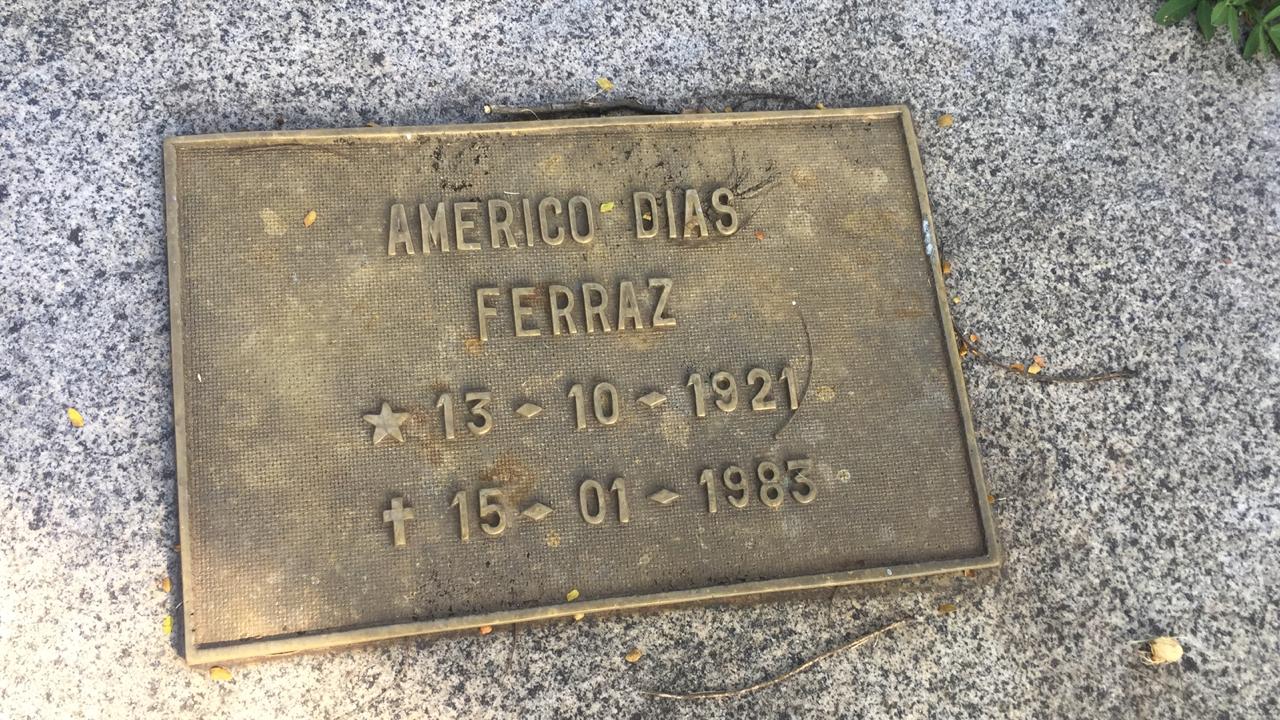 AMERICO DIAS
FERRAZ
★ 13 - 10 - 1921
✝ 15 - 01 - 1983